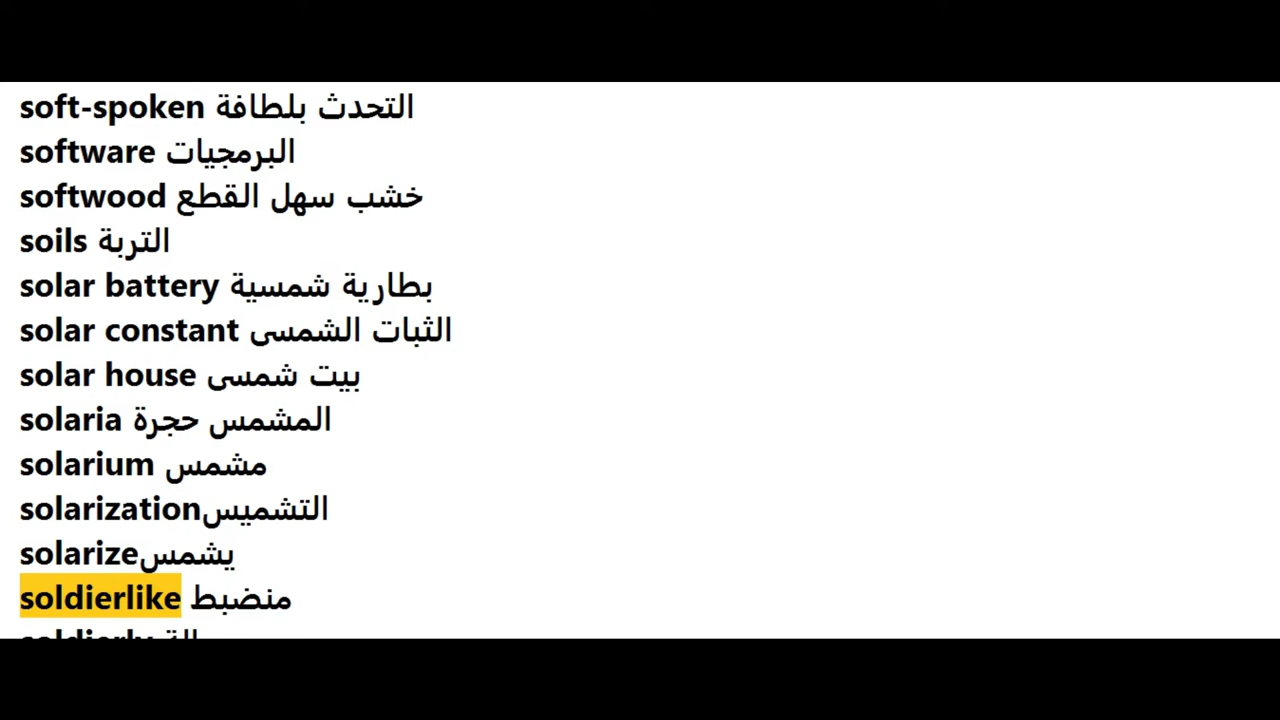 soft-spoken التحدث بلطافة
software البرمجيات
softwood خشب سهل القطع
soils التربة
solar battery بطارية شمسية
solar constant الثبات الشمسى
solar house بيت شمسى
solaria المشمس حجرة
solarium مشمس
solarizationالتشميس
solarizeيشمس
soldierlike منضبط
soldierly